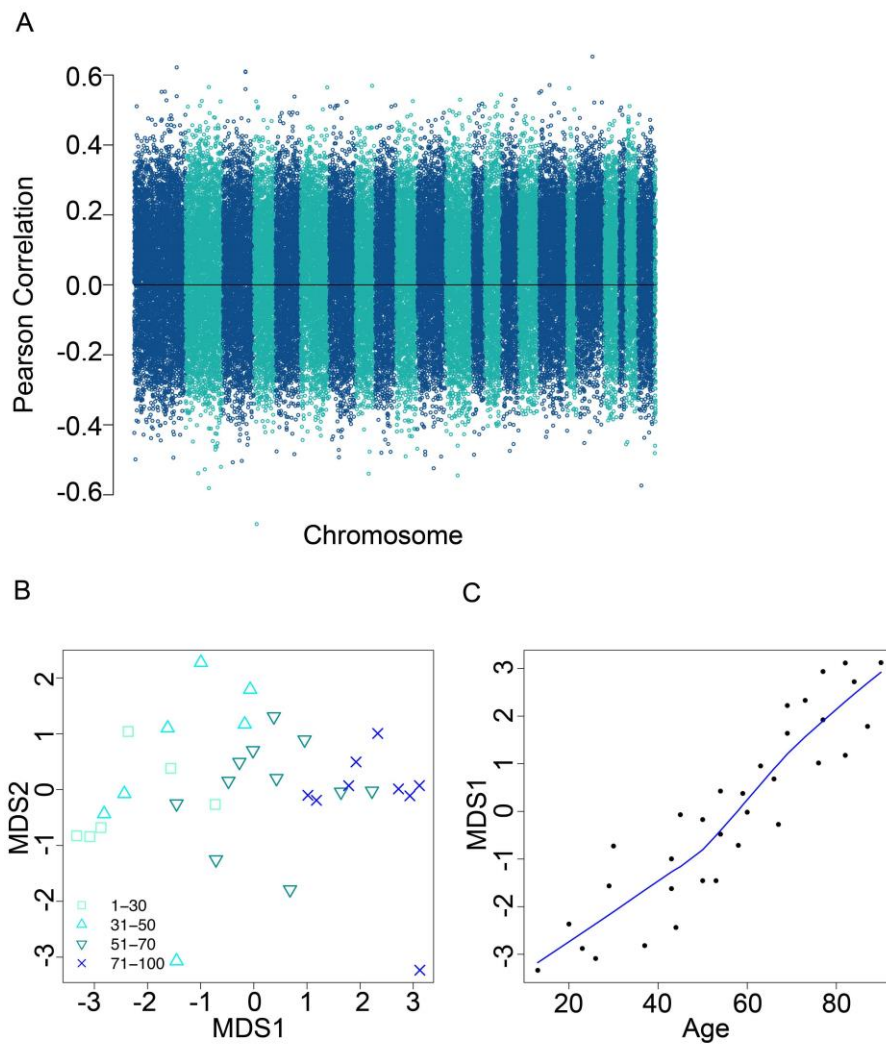 A
Pearson Correlation
0.6
0.4
0.2
0.0
-0.2
-0.4
-0.6
Chromosome
B
MDS2
2
1
0
-1
-2
-3
1–30
31–50
51–70
71–100
-3 -2 -1 0 1 2 3
MDS1
C
MDS1
3
2
1
0
-1
-2
-3
20 40 60 80
Age